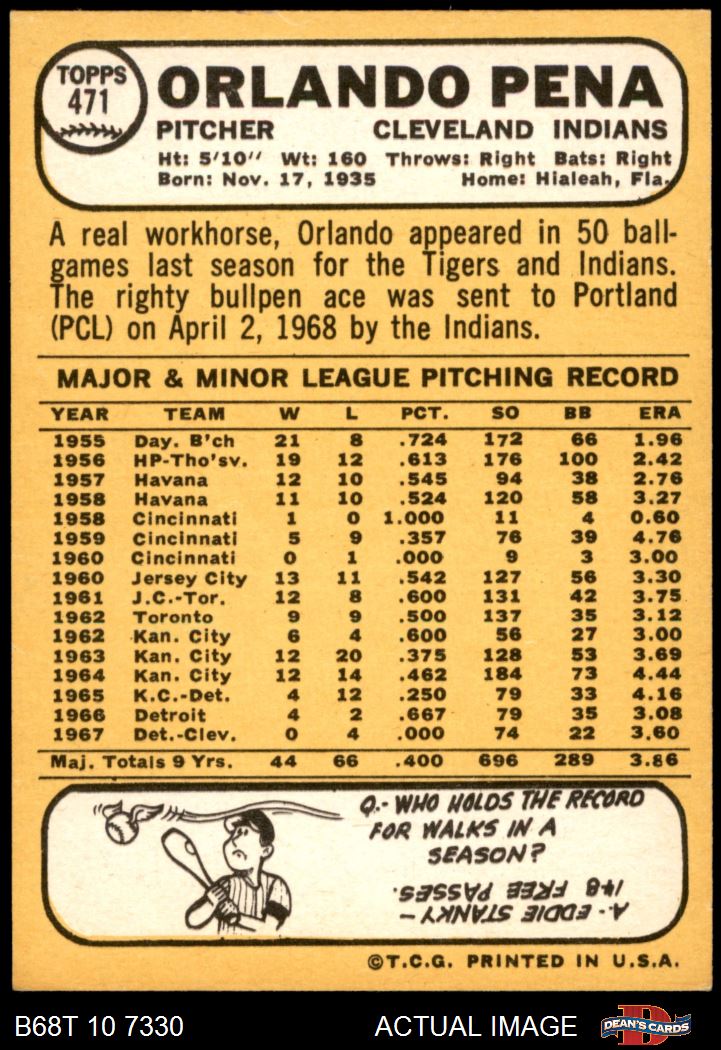 TOPPS
471
ORLANDO PENA
PITCHER CLEVELAND INDIANS
Ht: 5'10" Wt: 160 Throws: Right Bats: Right
Born: Nov. 17, 1935 Home: Hialeah, Fla.
A real workhorse, Orlando appeared in 50 ball-
games last season for the Tigers and Indians.
The righty bullpen ace was sent to Portland
(PCL) on April 2, 1968 by the Indians.
MAJOR & MINOR LEAGUE PITCHING RECORD
YEAR TEAM W L PCT. SO BB ERA
1955 Day. B'ch 21 8 .724 172 66 1.96
1956 HP-Tho'sv. 19 12 .613 176 100 2.42
1957 Havana 12 10 .545 94 38 2.76
1958 Havana 11 10 .524 120 58 3.27
1958 Cincinnati 1 0 1.000 11 4 0.60
1959 Cincinnati 5 9 .357 76 39 4.76
1960 Cincinnati 0 1 .000 9 3 3.00
1960 Jersey City 13 11 .542 127 56 3.30
1961 J.C.-Tor. 12 8 .600 131 42 3.75
1962 Toronto 9 9 .500 137 35 3.12
1962 Kan. City 6 4 .600 56 27 3.00
1963 Kan. City 12 20 .375 128 53 3.69
1964 Kan. City 12 14 .462 184 73 4.44
1965 K.C.-Det. 4 12 .250 79 33 4.16
1966 Detroit 4 2 .667 79 35 3.08
1967 Det.-Clev. 0 4 .000 74 22 3.60
Maj. Totals 9 Yrs. 44 66 .400 696 289 3.86
Q.- WHO HOLDS THE RECORD
FOR WALKS IN A
SEASON?
A.- EDDIE STANKY —
148 FREE PASSES.
©T.C.G. PRINTED IN U.S.A.
B68T 10 7330 ACTUAL IMAGE
D
DEAN'S CARDS